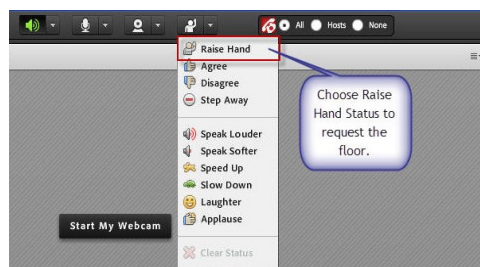 All Hosts None
Raise Hand
Agree
Disagree
Step Away
Speak Louder
Speak Softer
Speed Up
Slow Down
Laughter
Applause
Clear Status
Choose Raise
Hand Status to
request the
floor.
Start My Webcam